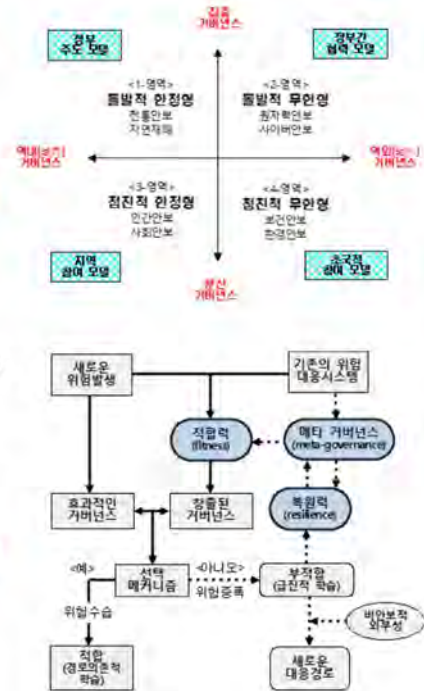 집중
거버넌스
정부
주도 모델
정부간
협력 모델
<1-영역>
돌발적 한정형
전통안보
자연재해
<2-영역>
돌발적 무한형
원자력안보
사이버안보
거버넌스
거버넌스
<3-영역>
점진적 한정형
인간안보
사회안보
<4-영역>
점진적 무한형
보건안보
환경안보
지역
참여 모델
분산
거버넌스
초국적
참여 모델
새로운
위험발생
기존의 위험
대응시스템
적합력
(fitness)
메타 거버넌스
(meta-governance)
효과적인
거버넌스
창출된
거버넌스
복원력
(resilience)
<예>
선택
메커니즘
<아니오>
위험증폭
부적합
(급진적 학습)
위험수습
비안보적
외부성
적합
(경로의존적
학습)
새로운
대응경로